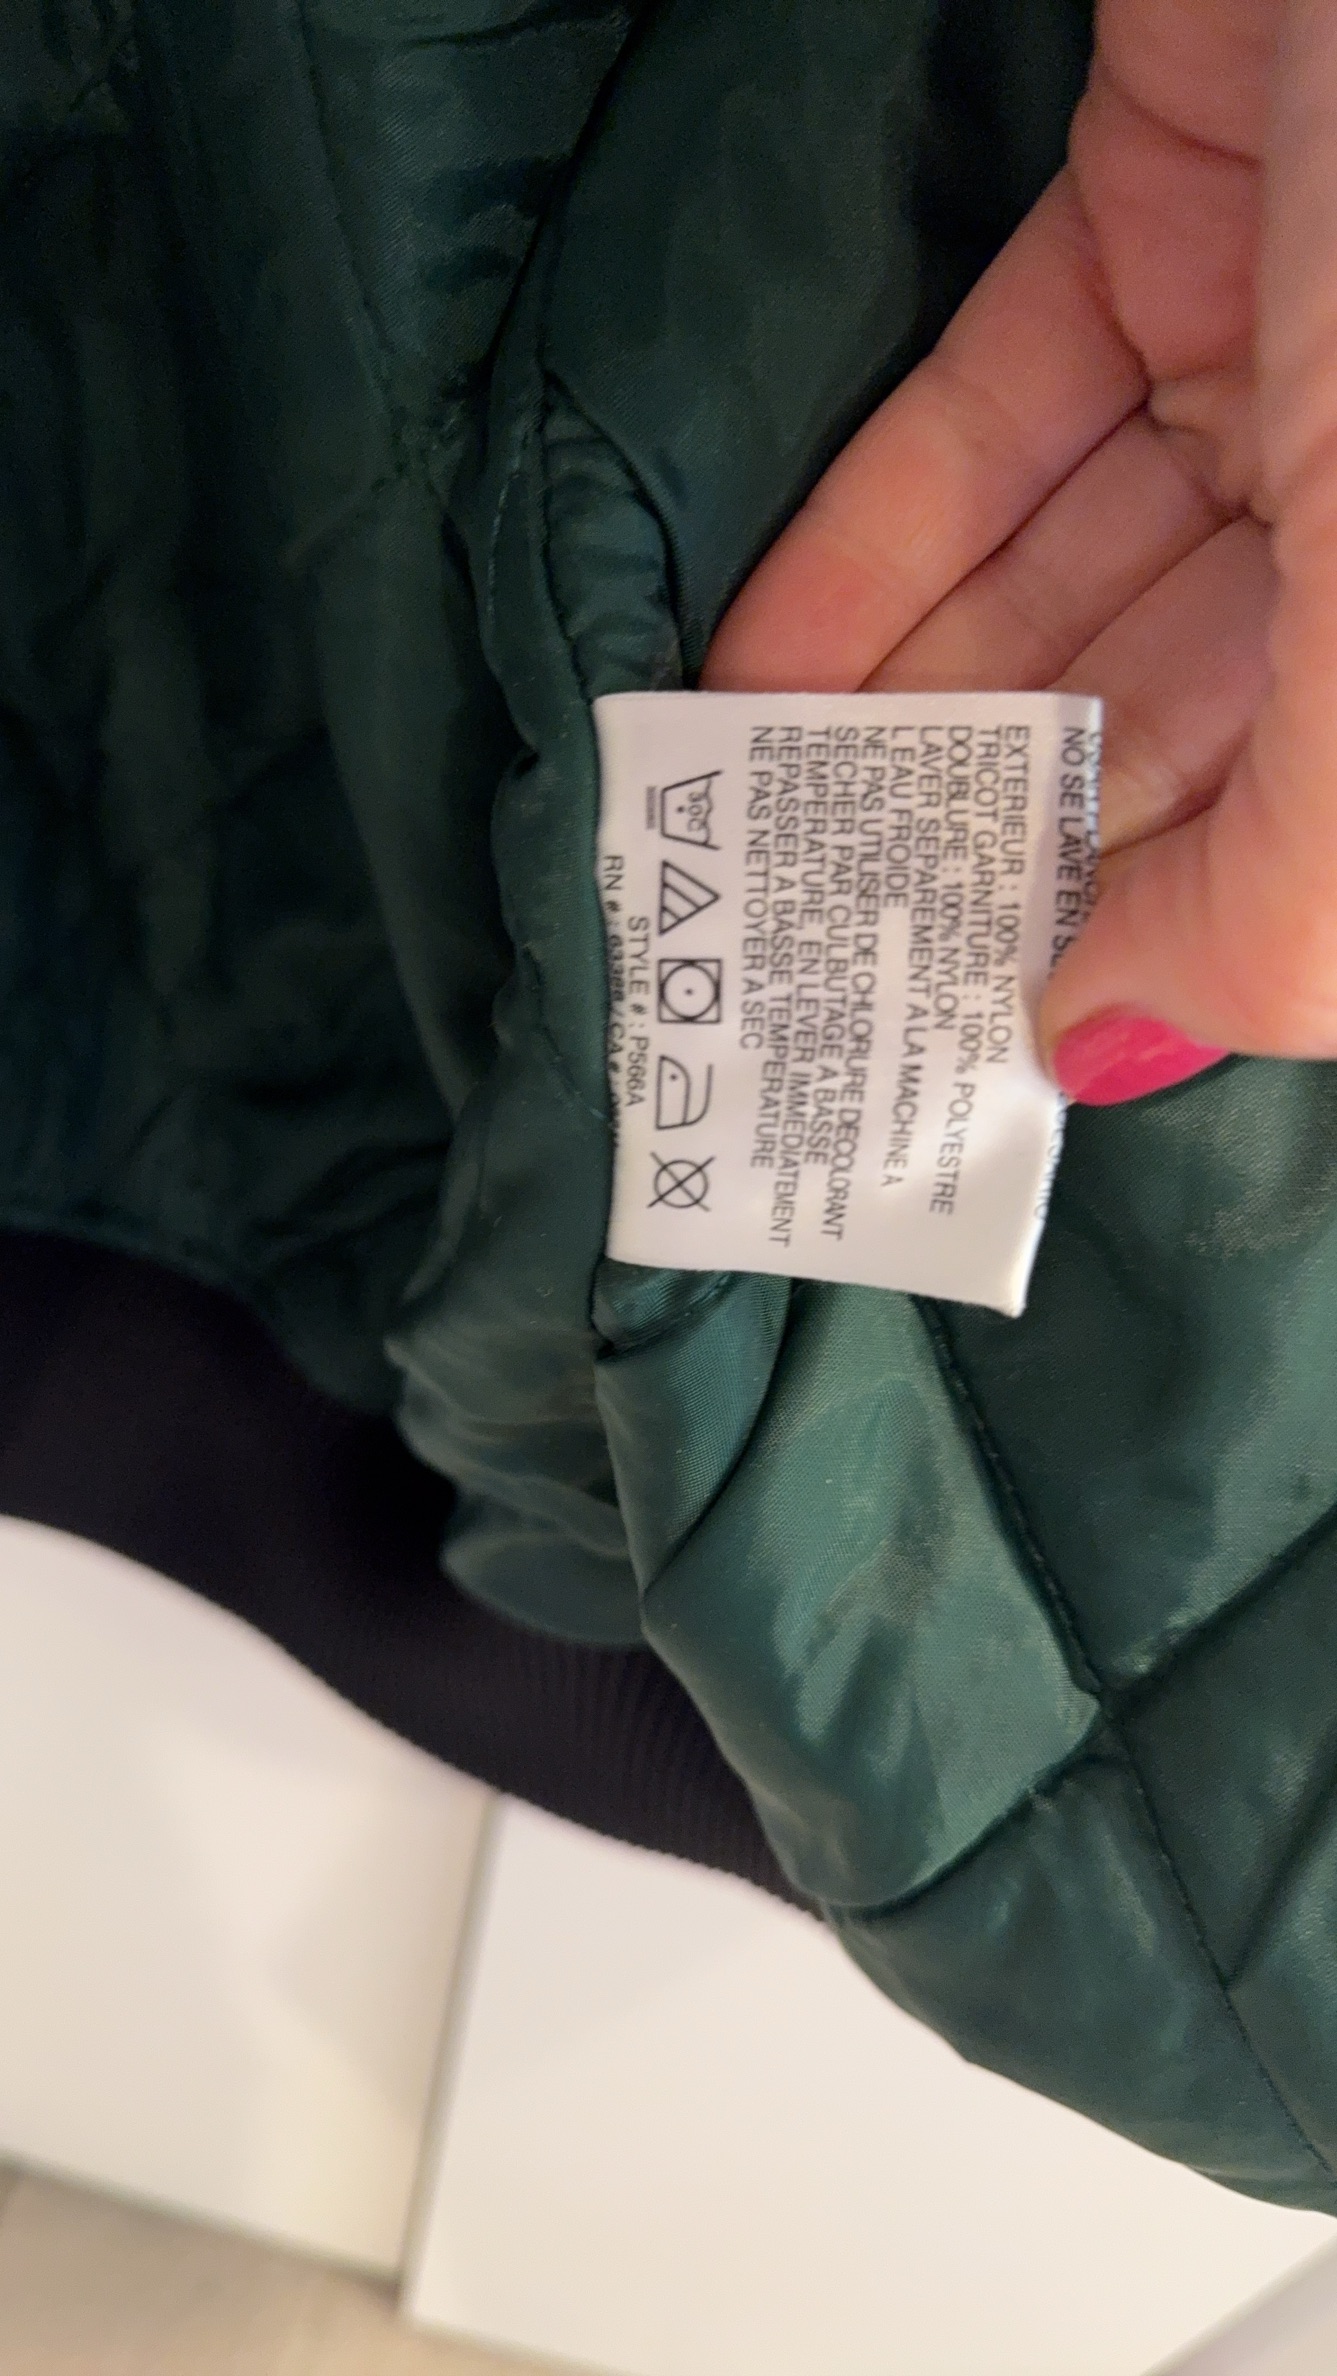 NO SE LAVE EN
EXTERIEUR : 100% NYLON
TRICOT GARNITURE : 100% POLYESTRE
DOUBLURE : 100% NYLON
LAVER SEPAREMENT A LA MACHINE A
L EAU FROIDE
NE PAS UTILISER DE CHLORURE DECOLORANT
SECHER PAR CULBUTAGE A BASSE
TEMPERATURE, EN LEVER IMMEDIATEMENT
REPASSER A BASSE TEMPERATURE
NE PAS NETTOYER A SEC
30C
STYLE # : P566A
RN # :